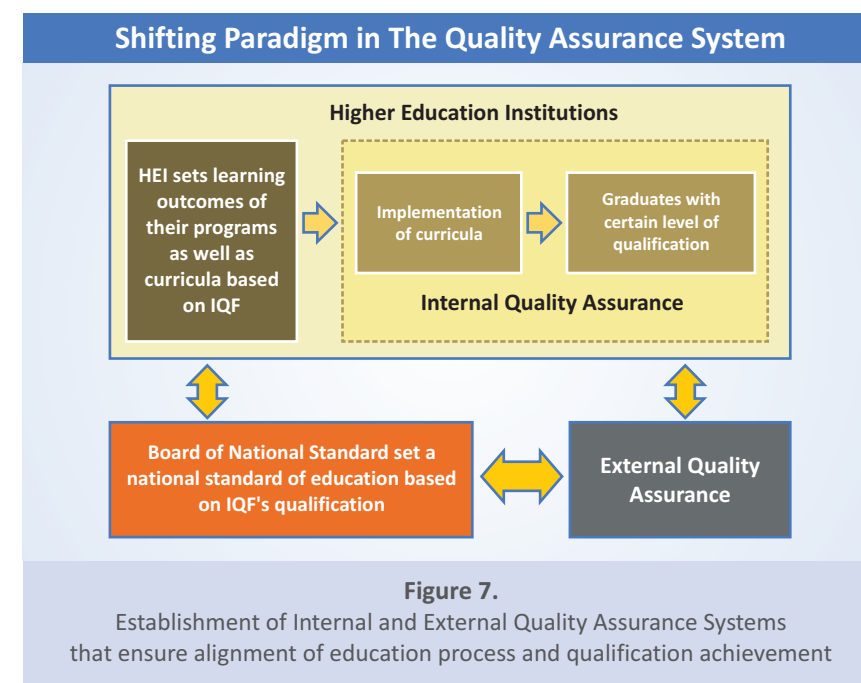 Shifting Paradigm in The Quality Assurance System
Higher Education Institutions
HEI sets learning
outcomes of
their programs
as well as
curricula based
on IQF
Implementation
of curricula
Graduates with
certain level of
qualification
Internal Quality Assurance
Board of National Standard set a
national standard of education based
on IQF's qualification
External Quality
Assurance
Figure 7.
Establishment of Internal and External Quality Assurance Systems
that ensure alignment of education process and qualification achievement